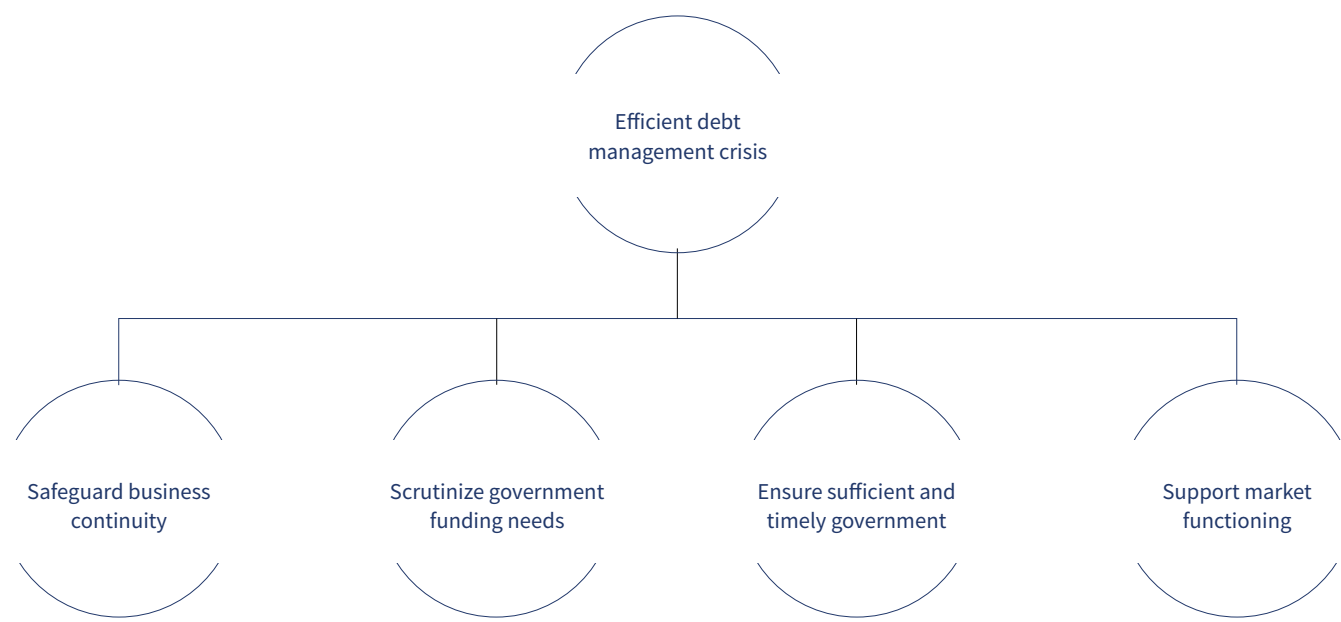 Efficient debt
management crisis
Safeguard business
continuity
Scrutinize government
funding needs
Ensure sufficient and
timely government
Support market
functioning